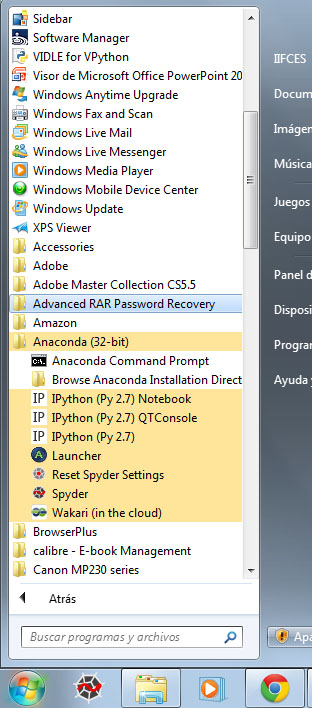 Sidebar
Software Manager
VIDLE for VPython
Visor de Microsoft Office PowerPoint 20
Windows Anytime Upgrade
Windows Fax and Scan
Windows Live Mail
Windows Live Messenger
Windows Media Player
Windows Mobile Device Center
Windows Update
XPS Viewer
Accessories
Adobe
Adobe Master Collection CS5.5
Advanced RAR Password Recovery
Amazon
Anaconda (32-bit)
Anaconda Command Prompt
Browse Anaconda Installation Direct
IP IPython (Py 2.7) Notebook
IP IPython (Py 2.7) QTConsole
IP IPython (Py 2.7)
Launcher
Reset Spyder Settings
Spyder
Wakari (in the cloud)
BrowserPlus
calibre - E-book Management
Canon MP230 series
Atrás
Buscar programas y archivos
IIFCES
Docum
Imágen
Música
Juegos
Equipo
Panel d
Disposi
Progran
Ayuda y
Apa